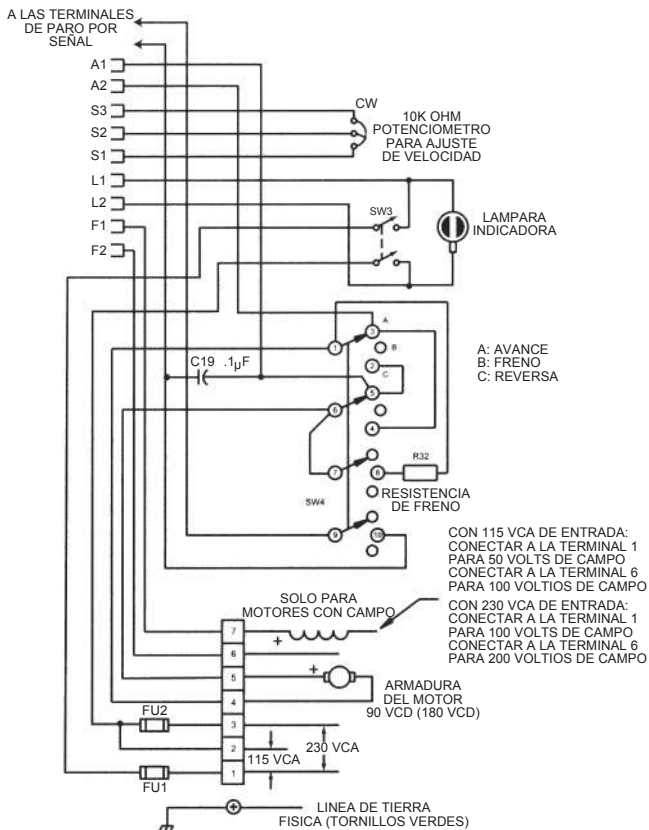 A LAS TERMINALES
DE PARO POR
SEÑAL
A1
A2
S3
S2
S1
L1
L2
F1
F2
CW
10K OHM
POTENCIOMETRO
PARA AJUSTE
DE VELOCIDAD
SW3
LAMPARA
INDICADORA
A
3
1
B
2
C
5
C19 .1µF
6
4
R32
7
8
RESISTENCIA
DE FRENO
SW4
9
10
A: AVANCE
B: FRENO
C: REVERSA
CON 115 VCA DE ENTRADA:
CONECTAR A LA TERMINAL 1
PARA 50 VOLTS DE CAMPO
CONECTAR A LA TERMINAL 6
PARA 100 VOLTIOS DE CAMPO
CON 230 VCA DE ENTRADA:
CONECTAR A LA TERMINAL 1
PARA 100 VOLTS DE CAMPO
CONECTAR A LA TERMINAL 6
PARA 200 VOLTIOS DE CAMPO
SOLO PARA
MOTORES CON CAMPO
7
+
6
5
+
4
ARMADURA
DEL MOTOR
90 VCD (180 VCD)
FU2
3
2
115 VCA
230 VCA
1
FU1
LINEA DE TIERRA
FISICA (TORNILLOS VERDES)